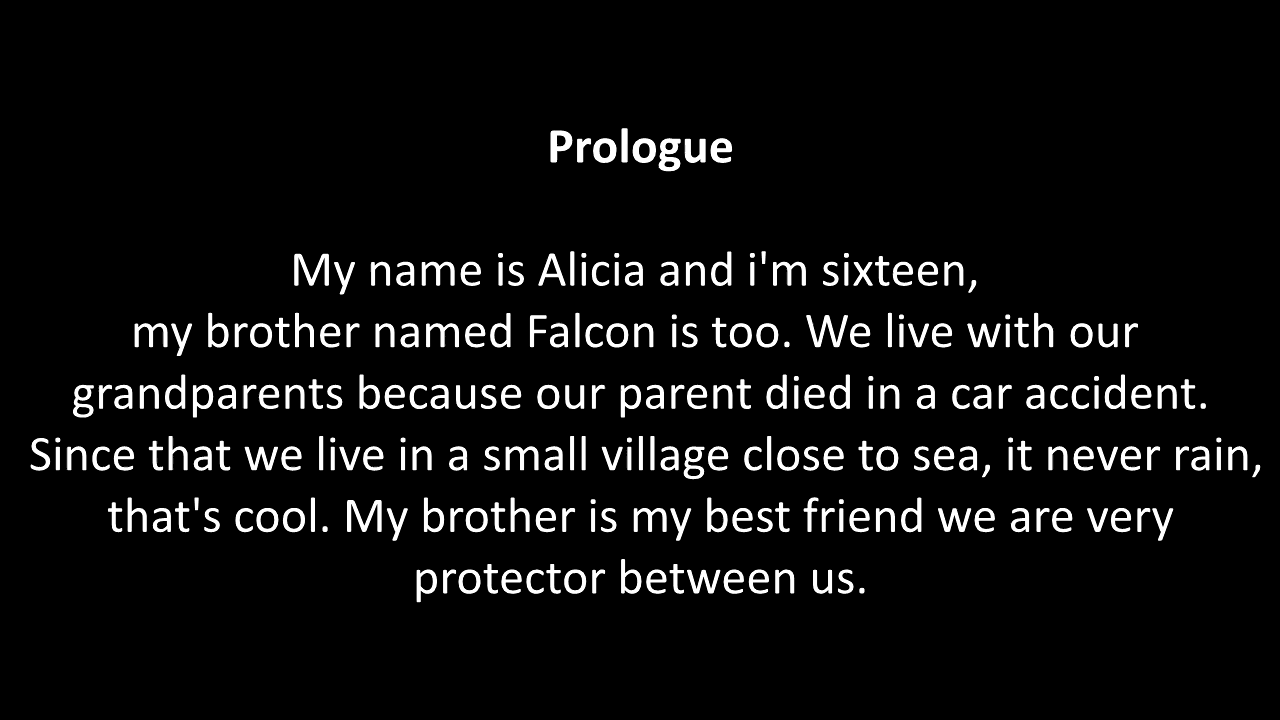 Prologue
My name is Alicia and i'm sixteen,
my brother named Falcon is too. We live with our
grandparents because our parent died in a car accident.
Since that we live in a small village close to sea, it never rain,
that's cool. My brother is my best friend we are very
protector between us.